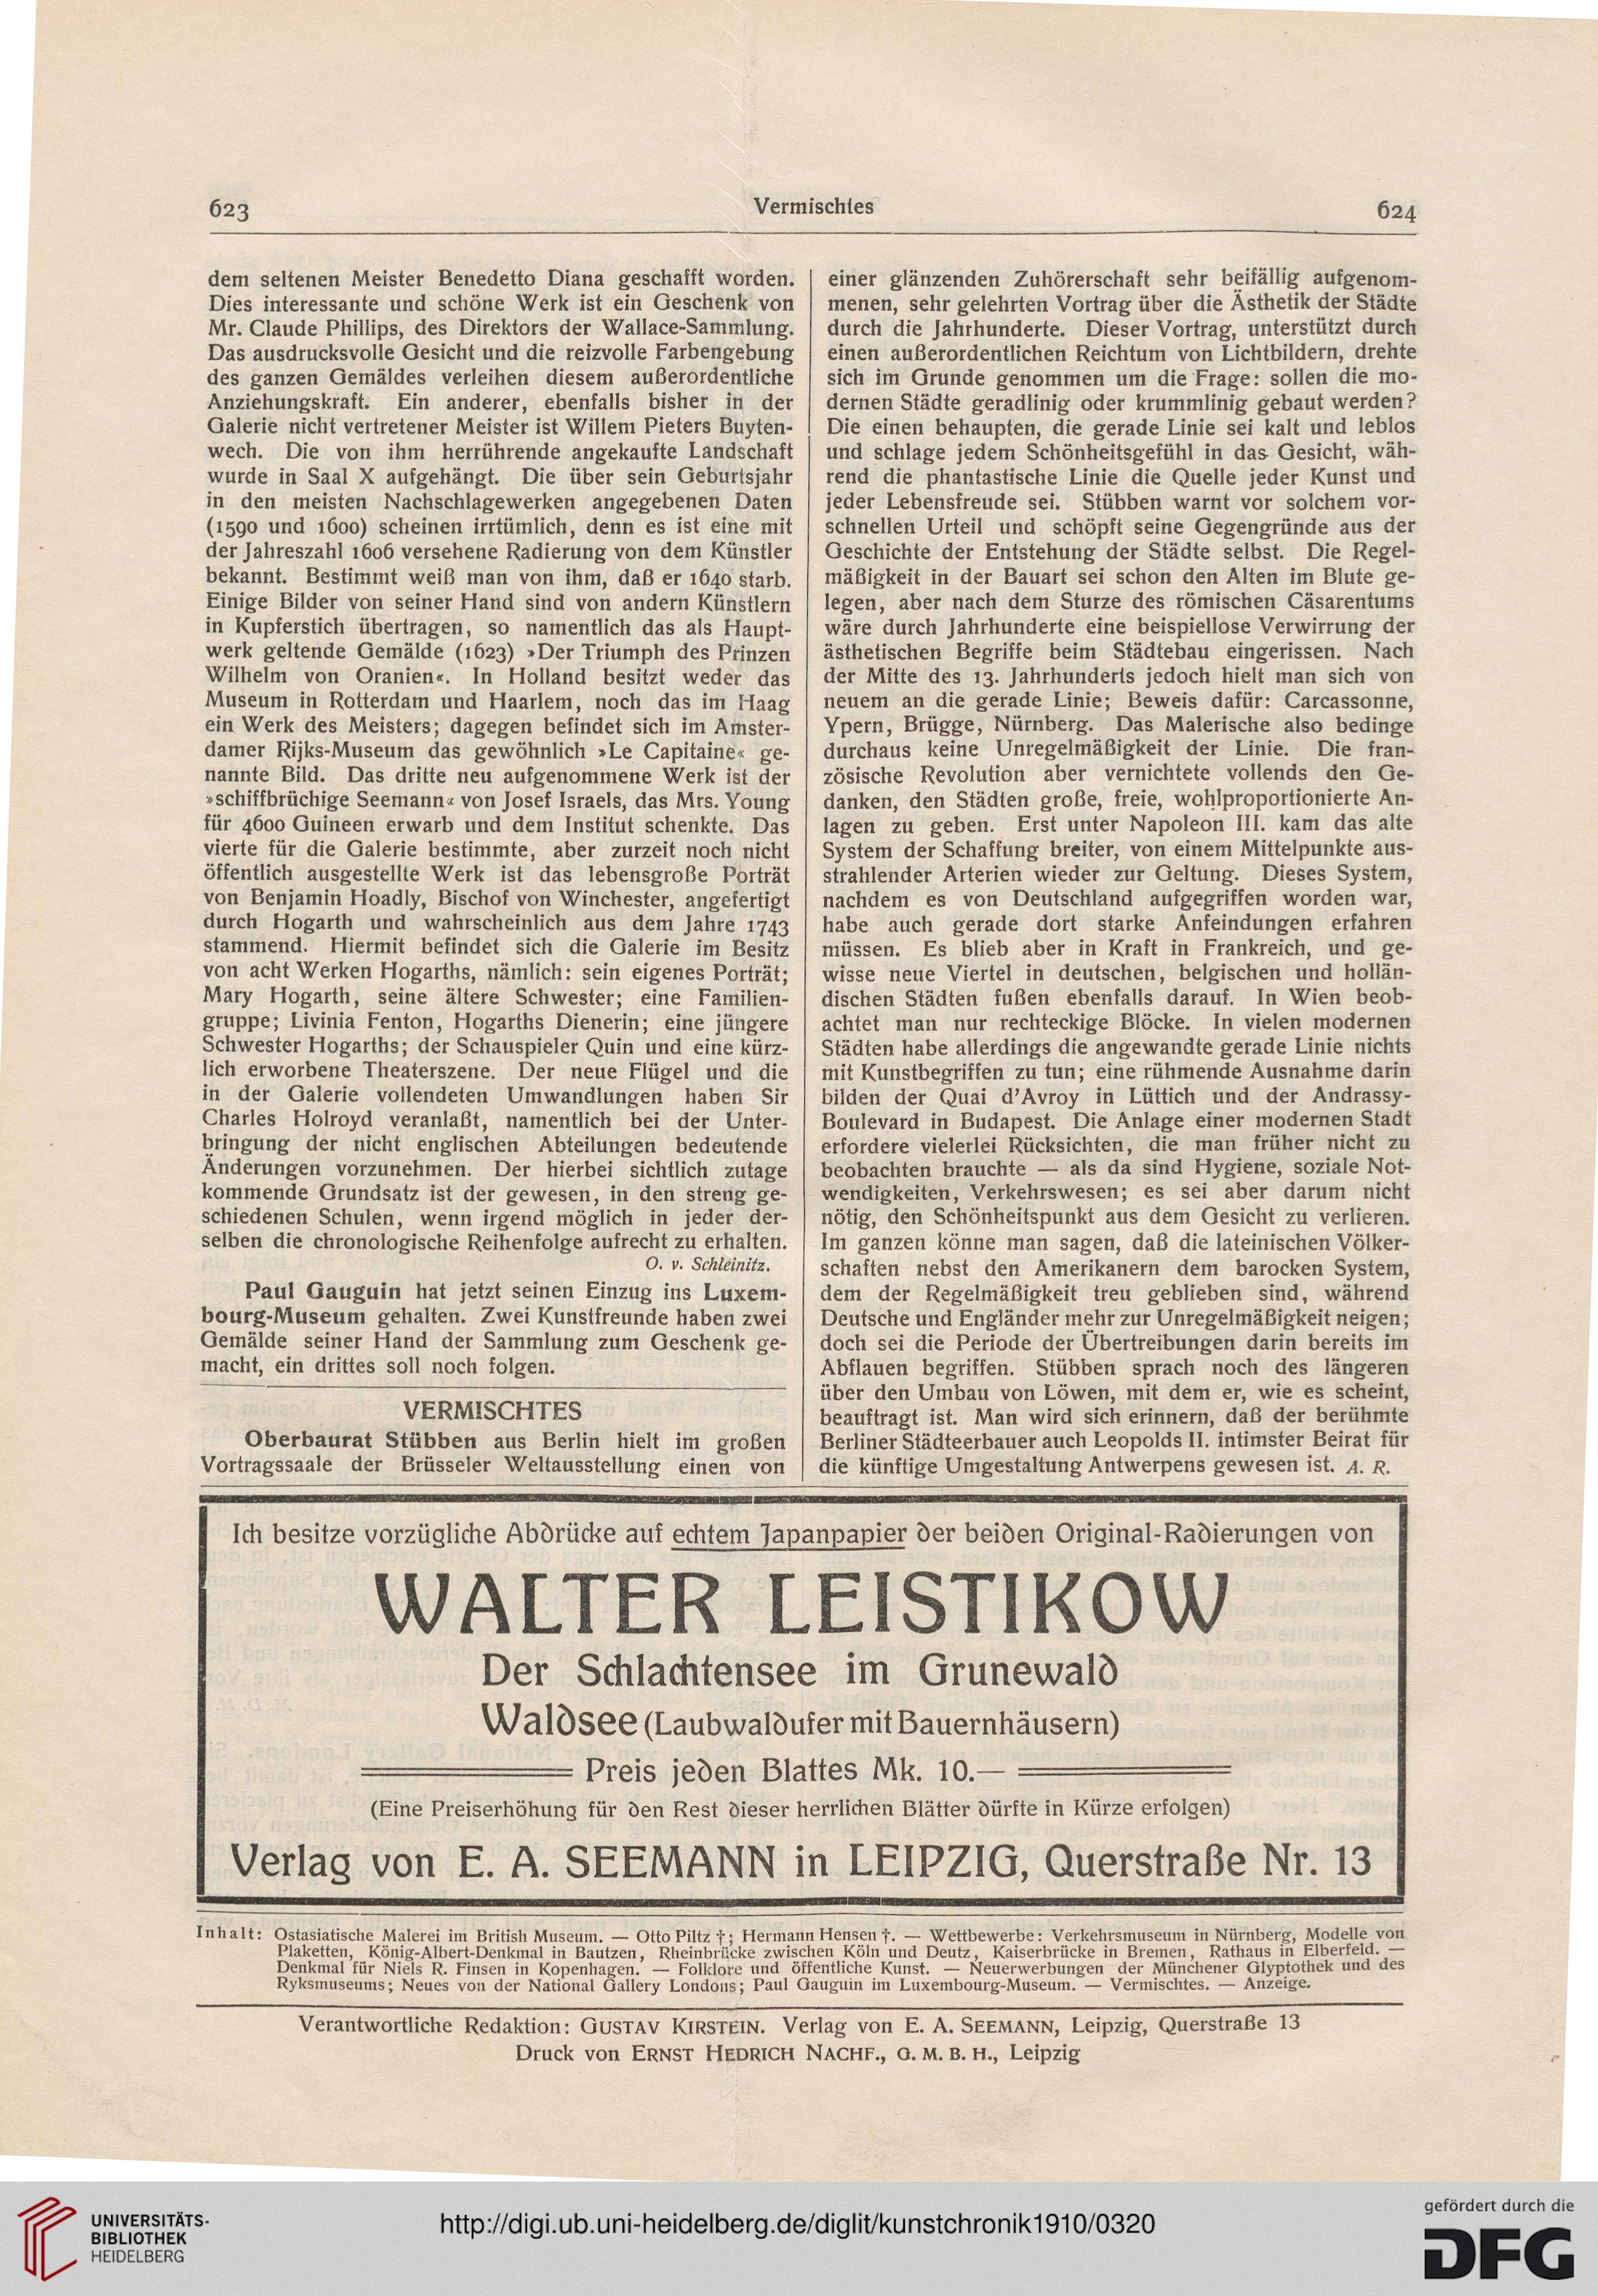 623
Vermischtes
624
dem seltenen Meister Benedetto Diana geschafft worden.
Dies interessante und schöne Werk ist ein Geschenk von
Mr. Claude Phillips, des Direktors der Wallace-Sammlung.
Das ausdrucksvolle Gesicht und die reizvolle Farbengebung
des ganzen Gemäldes verleihen diesem außerordentliche
Anziehungskraft. Ein anderer, ebenfalls bisher in der
Galerie nicht vertretener Meister ist Willem Pieters Buyten-
wech. Die von ihm herrührende angekaufte Landschaft
wurde in Saal X aufgehängt. Die über sein Geburtsjahr
in den meisten Nachschlagewerken angegebenen Daten
(1590 und 1600) scheinen irrtümlich, denn es ist eine mit
der Jahreszahl 1606 versehene Radierung von dem Künstler
bekannt. Bestimmt weiß man von ihm, daß er 1640 starb.
Einige Bilder von seiner Hand sind von andern Künstlern
in Kupferstich übertragen, so namentlich das als Haupt-
werk geltende Gemälde (1623) »Der Triumph des Prinzen
Wilhelm von Oranien«. In Holland besitzt weder das
Museum in Rotterdam und Haarlem, noch das im Haag
ein Werk des Meisters; dagegen befindet sich im Amster-
damer Rijks-Museum das gewöhnlich »Le Capitaine« ge-
nannte Bild. Das dritte neu aufgenommene Werk ist der
»schiffbrüchige Seemann« von Josef Israels, das Mrs. Young
für 4600 Guineen erwarb und dem Institut schenkte. Das
vierte für die Galerie bestimmte, aber zurzeit noch nicht
öffentlich ausgestellte Werk ist das lebensgroße Porträt
von Benjamin Hoadly, Bischof von Winchester, angefertigt
durch Hogarth und wahrscheinlich aus dem Jahre 1743
stammend. Hiermit befindet sich die Galerie im Besitz
von acht Werken Hogarths, nämlich: sein eigenes Porträt;
Mary Hogarth, seine ältere Schwester; eine Familien-
gruppe; Livinia Fenton, Hogarths Dienerin; eine jüngere
Schwester Hogarths; der Schauspieler Quin und eine kürz-
lich erworbene Theaterszene. Der neue Flügel und die
in der Galerie vollendeten Umwandlungen haben Sir
Charles Holroyd veranlaßt, namentlich bei der Unter-
bringung der nicht englischen Abteilungen bedeutende
Änderungen vorzunehmen. Der hierbei sichtlich zutage
kommende Grundsatz ist der gewesen, in den streng ge-
schiedenen Schulen, wenn irgend möglich in jeder der-
selben die chronologische Reihenfolge aufrecht zu erhalten.
O. v. Schleinitz.
Paul Gauguin hat jetzt seinen Einzug ins Luxem-
bourg-Museum gehalten. Zwei Kunstfreunde haben zwei
Gemälde seiner Hand der Sammlung zum Geschenk ge-
macht, ein drittes soll noch folgen.
VERMISCHTES
Oberbaurat Stübben aus Berlin hielt im großen
Vortragssaale der Brüsseler Weltausstellung einen von
einer glänzenden Zuhörerschaft sehr beifällig aufgenom-
menen, sehr gelehrten Vortrag über die Ästhetik der Städte
durch die Jahrhunderte. Dieser Vortrag, unterstützt durch
einen außerordentlichen Reichtum von Lichtbildern, drehte
sich im Grunde genommen um die Frage: sollen die mo-
dernen Städte geradlinig oder krummlinig gebaut werden?
Die einen behaupten, die gerade Linie sei kalt und leblos
und schlage jedem Schönheitsgefühl in das Gesicht, wäh-
rend die phantastische Linie die Quelle jeder Kunst und
jeder Lebensfreude sei. Stübben warnt vor solchem vor-
schnellen Urteil und schöpft seine Gegengründe aus der
Geschichte der Entstehung der Städte selbst. Die Regel-
mäßigkeit in der Bauart sei schon den Alten im Blute ge-
legen, aber nach dem Sturze des römischen Cäsarentums
wäre durch Jahrhunderte eine beispiellose Verwirrung der
ästhetischen Begriffe beim Städtebau eingerissen. Nach
der Mitte des 13. Jahrhunderts jedoch hielt man sich von
neuem an die gerade Linie; Beweis dafür: Carcassonne,
Ypern, Brügge, Nürnberg. Das Malerische also bedinge
durchaus keine Unregelmäßigkeit der Linie. Die fran-
zösische Revolution aber vernichtete vollends den Ge-
danken, den Städten große, freie, wohlproportionierte An-
lagen zu geben. Erst unter Napoleon III. kam das alte
System der Schaffung breiter, von einem Mittelpunkte aus-
strahlender Arterien wieder zur Geltung. Dieses System,
nachdem es von Deutschland aufgegriffen worden war,
habe auch gerade dort starke Anfeindungen erfahren
müssen. Es blieb aber in Kraft in Frankreich, und ge-
wisse neue Viertel in deutschen, belgischen und hollän-
dischen Städten fußen ebenfalls darauf. In Wien beob-
achtet man nur rechteckige Blöcke. In vielen modernen
Städten habe allerdings die angewandte gerade Linie nichts
mit Kunstbegriffen zu tun; eine rühmende Ausnahme darin
bilden der Quai d'Avroy in Lüttich und der Andrassy-
Boulevard in Budapest. Die Anlage einer modernen Stadt
erfordere vielerlei Rücksichten, die man früher nicht zu
beobachten brauchte — als da sind Hygiene, soziale Not-
wendigkeiten, Verkehrswesen; es sei aber darum nicht
nötig, den Schönheitspunkt aus dem Gesicht zu verlieren.
Im ganzen könne man sagen, daß die lateinischen Völker-
schaften nebst den Amerikanern dem barocken System,
dem der Regelmäßigkeit treu geblieben sind, während
Deutsche und Engländer mehr zur Unregelmäßigkeit neigen;
doch sei die Periode der Übertreibungen darin bereits im
Abflauen begriffen. Stübben sprach noch des längeren
über den Umbau von Löwen, mit dem er, wie es scheint,
beauftragt ist. Man wird sich erinnern, daß der berühmte
Berliner Städteerbauer auch Leopolds II. intimster Beirat für
die künftige Umgestaltung Antwerpens gewesen ist. A. R.
Ich besitze vorzügliche Abdrücke auf echtem Japanpapier der beiden Original-Radierungen von
WALTER LEISTIKOW
Der Schlachtensee im Grunewald
Waldsee (Laubwaldufer mit Bauernhäusern)
Preis jeden Blattes Mk. 10.—
(Eine Preiserhöhung für den Rest dieser herrlichen Blätter dürfte in Kürze erfolgen)
Verlag von E. A. SEEMANN in LEIPZIG, Querstraße Nr. 13
Inhalt: Ostasiatische Malerei im British Museum. — Otto Piltz †; Hermann Hensen †. — Wettbewerbe: Verkehrsmuseum in Nürnberg, Modelle von
Plaketten, König-Albert-Denkmal in Bautzen, Rheinbrücke zwischen Köln und Deutz, Kaiserbrücke in Bremen, Rathaus in Elberfeld. —
Denkmal für Niels R. Finsen in Kopenhagen. — Folklore und öffentliche Kunst. — Neuerwerbungen der Münchener Glyptothek und des
Ryksmuseums; Neues von der National Gallery Londons; Paul Gauguin im Luxembourg-Museum. — Vermischtes. — Anzeige.
Verantwortliche Redaktion: GUSTAV KIRSTEIN. Verlag von E. A. SEEMANN, Leipzig, Querstraße 13
Druck von ERNST HEDRICH NACHF., G. M. B. H., Leipzig
UNIVERSITÄTS-
BIBLIOTHEK
HEIDELBERG
http://digi.ub.uni-heidelberg.de/diglit/kunstchronik1910/0320
gefördert durch die
DFG